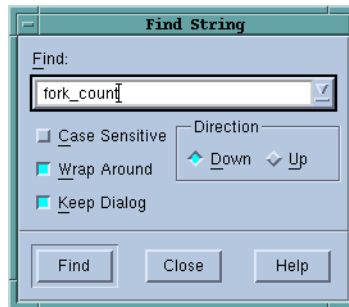 Find String
Find:
fork_count
Case Sensitive
Wrap Around
Keep Dialog
Direction
Down Up
Find Close Help